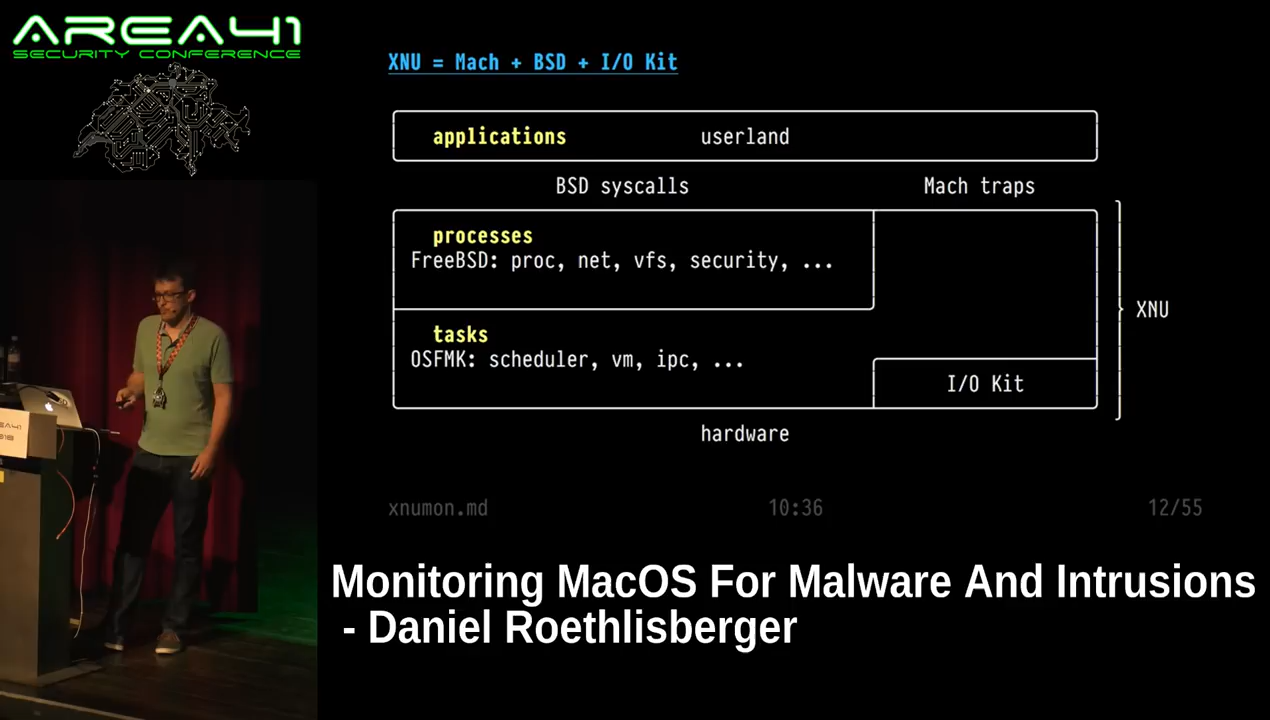 AREA41
SECURITY CONFERENCE
XNU = Mach + BSD + I/O Kit
applications userland
BSD syscalls Mach traps
processes
FreeBSD: proc, net, vfs, security, ...
XNU
tasks
OSFMK: scheduler, vm, ipc, ...
I/O Kit
hardware
xnumon.md 10:36 12/55
Monitoring MacOS For Malware And Intrusions
- Daniel Roethlisberger